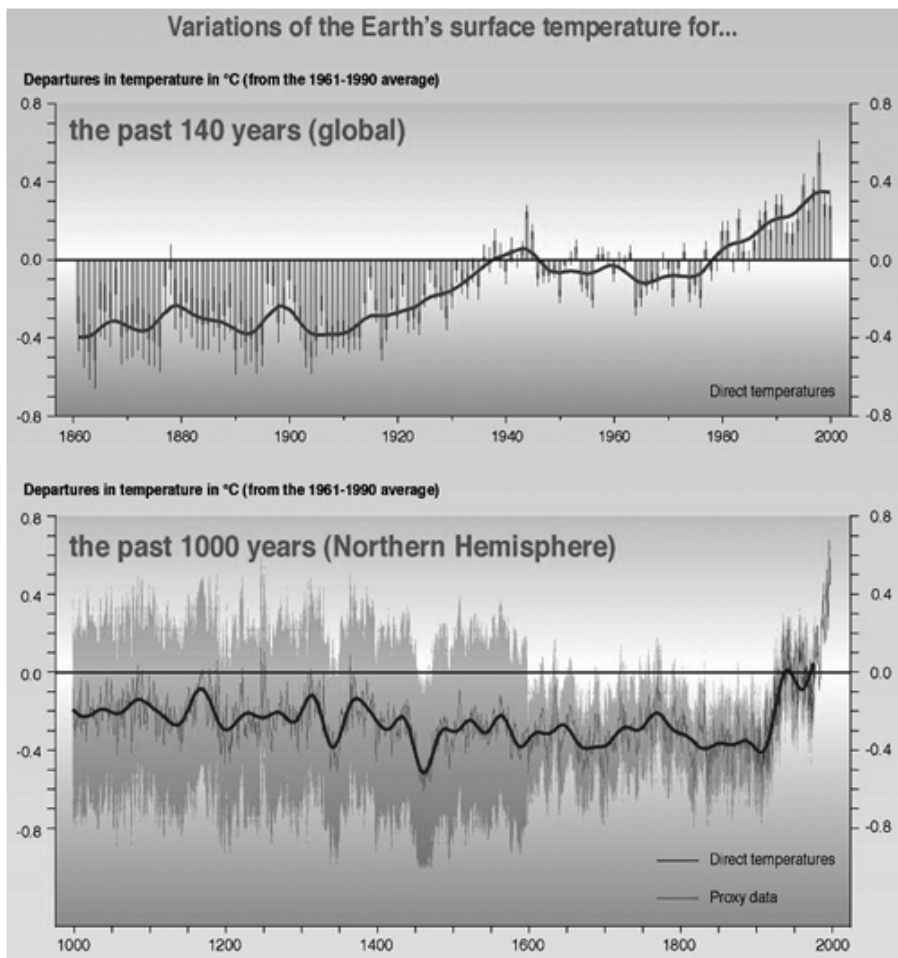 Variations of the Earth's surface temperature for...
Departures in temperature in °C (from the 1961-1990 average)
the past 140 years (global)
0.8 0.8
0.4 0.4
0.0 0.0
-0.4 -0.4
-0.8 -0.8
Direct temperatures
1860 1880 1900 1920 1940 1960 1980 2000
Departures in temperature in °C (from the 1961-1990 average)
the past 1000 years (Northern Hemisphere)
0.8 0.8
0.4 0.4
0.0 0.0
-0.4 -0.4
-0.8 -0.8
Direct temperatures
Proxy data
1000 1200 1400 1600 1800 2000